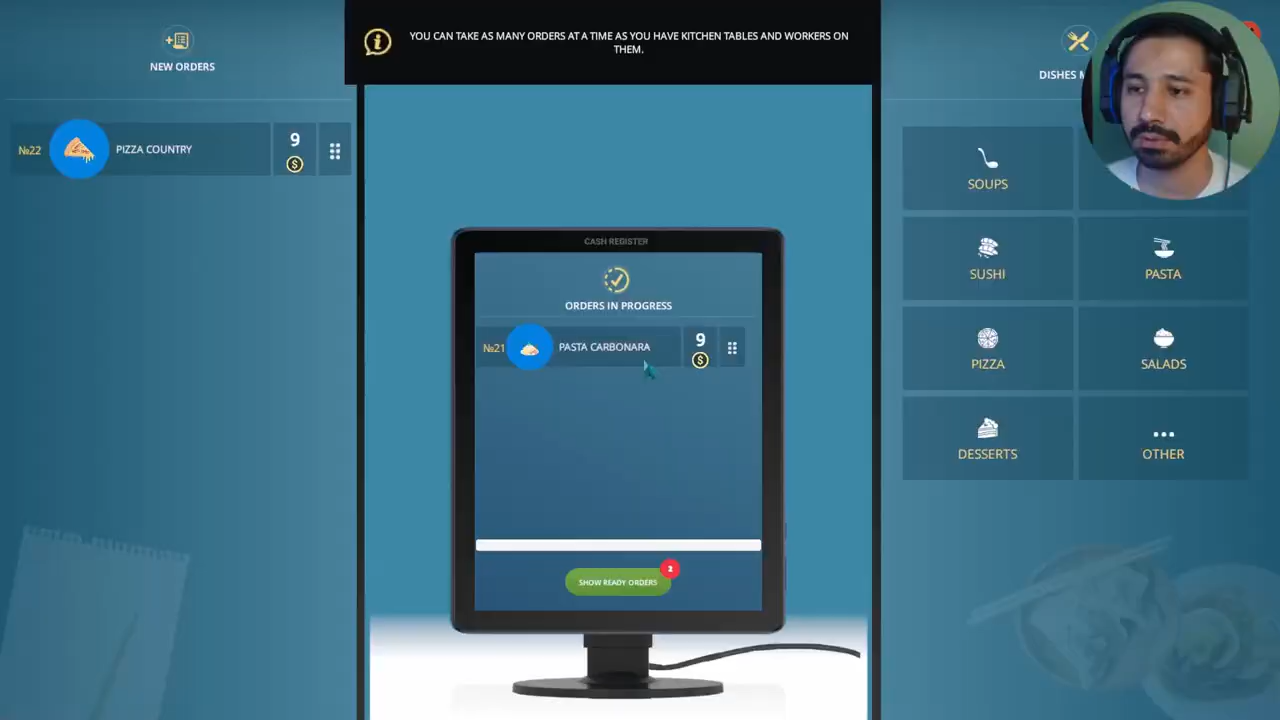 NEW ORDERS
YOU CAN TAKE AS MANY ORDERS AT A TIME AS YOU HAVE KITCHEN TABLES AND WORKERS ON
THEM.
DISHES M
№22
PIZZA COUNTRY
9
$
CASH REGISTER
ORDERS IN PROGRESS
№21
PASTA CARBONARA
9
$
SHOW READY ORDERS
2
SOUPS
SUSHI
PASTA
PIZZA
SALADS
DESSERTS
OTHER